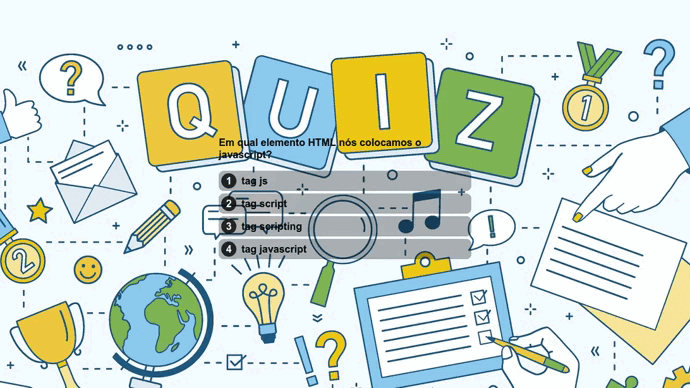 QUIZ
Em qual elemento HTML nós colocamos o
javascript?
1 tag js
2 tag script
3 tag scripting
4 tag javascript
?
?
1
!
2
!?